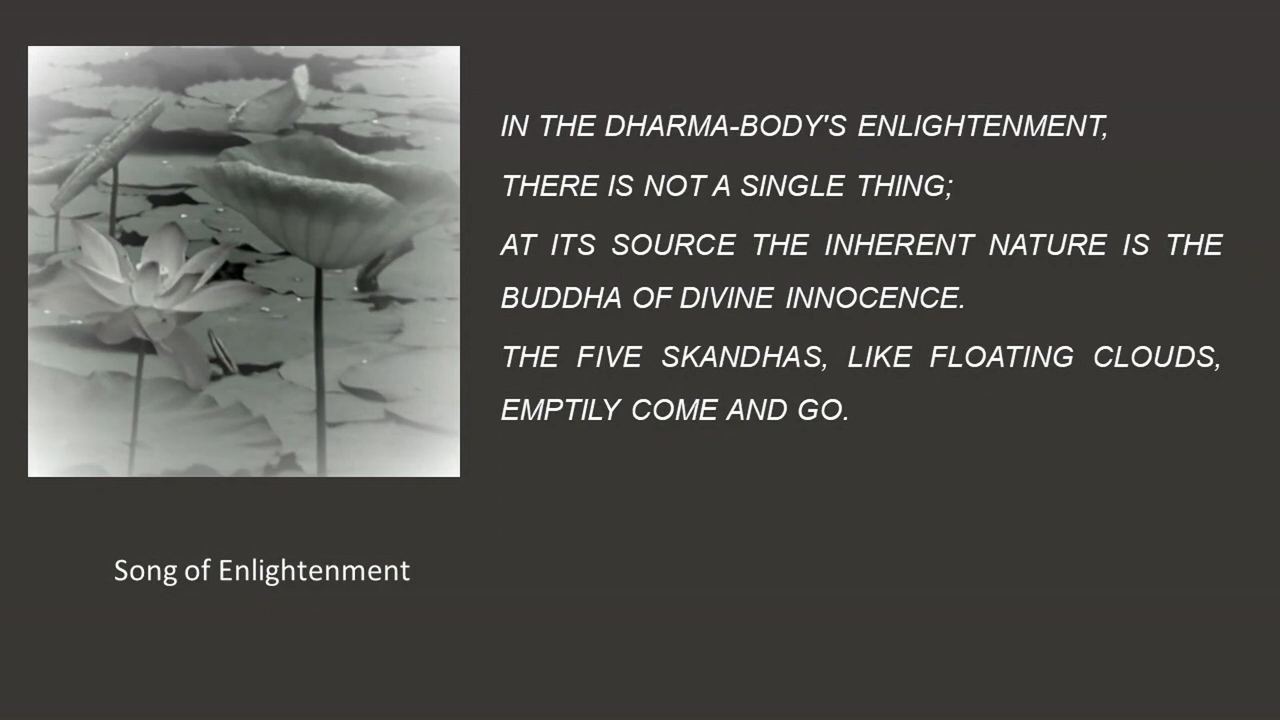 IN THE DHARMA-BODY'S ENLIGHTENMENT,
THERE IS NOT A SINGLE THING;
AT ITS SOURCE THE INHERENT NATURE IS THE
BUDDHA OF DIVINE INNOCENCE.
THE FIVE SKANDHAS, LIKE FLOATING CLOUDS,
EMPTILY COME AND GO.
Song of Enlightenment